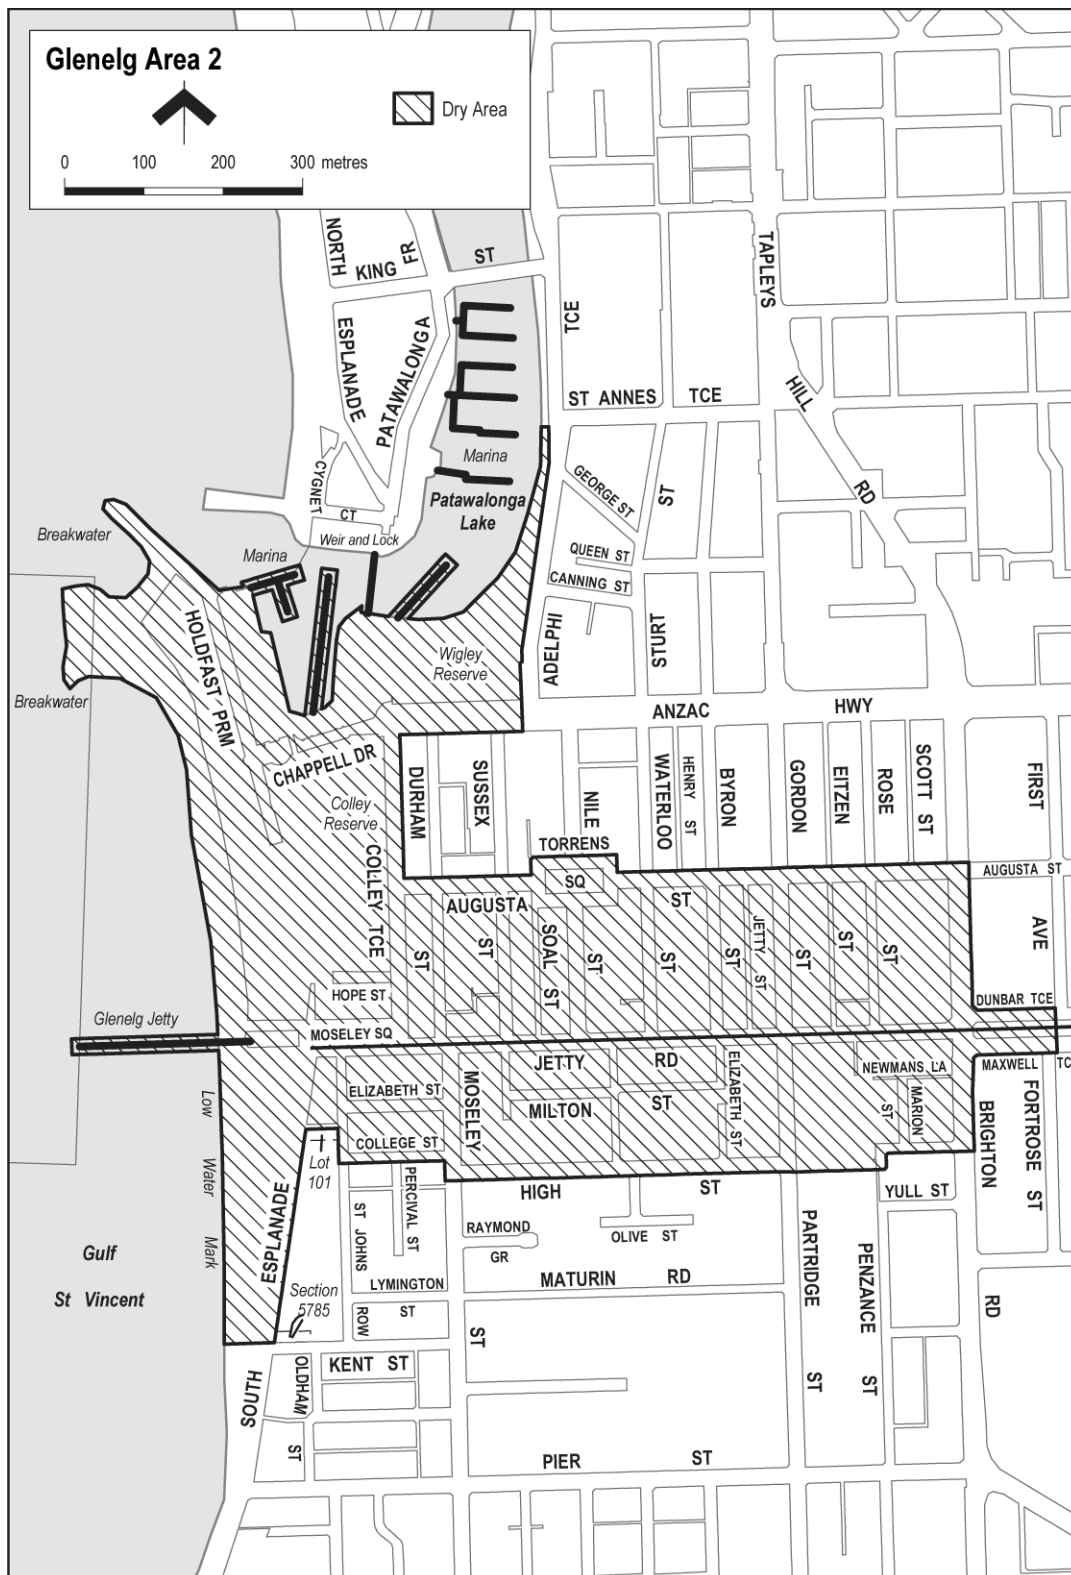 Glenelg Area 2
Dry Area
0 100 200 300 metres
NORTH
KING
FR
ST
TAPLEYS
TCE
ESPLANADE
PATAWALONGA
HILL
ST ANNES TCE
Marina
CYGNET
GEORGE ST
ST
RD
Patawalonga
Lake
CT
Breakwater
Weir and Lock
Marina
QUEEN ST
CANNING ST
HOLDFAST PRM
ADELPHI
STURT
Wigley
Reserve
Breakwater
ANZAC HWY
CHAPPELL DR
DURHAM
SUSSEX
NILE
WATERLOO
HENRY ST
BYRON
GORDON
EITZEN
ROSE
SCOTT ST
FIRST
Colley
Reserve
TORRENS
COLLEY TCE
SQ
AUGUSTA ST
AUGUSTA
ST
AVE
ST
ST
SOAL ST
ST
ST
ST
JETTY ST
ST
ST
ST
HOPE ST
DUNBAR TCE
Glenelg Jetty
MOSELEY SQ
JETTY RD
ELIZABETH ST
NEWMANS LA
MAXWELL TC
ELIZABETH ST
MOSELEY
MILTON ST
ST
MARION
BRIGHTON
FORTROSE ST
Low
COLLEGE ST
Lot
101
Water
PERCIVAL ST
HIGH ST
YULL ST
ESPLANADE
ST JOHNS
RAYMOND
GR
OLIVE ST
PARTRIDGE
PENZANCE
Mark
Gulf
St Vincent
LYMINGTON
ST
MATURIN RD
Section
5785
ROW
RD
ST
KENT ST
OLDHAM
ST
ST
ST
SOUTH
PIER ST